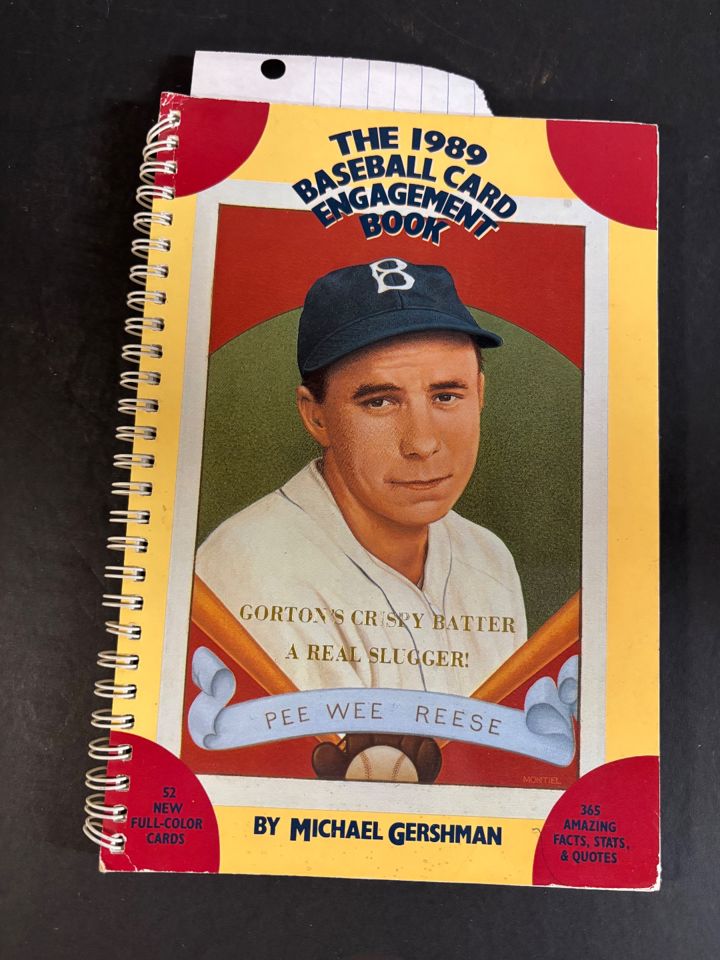 THE 1989
BASEBALL CARD
ENGAGEMENT
BOOK
B
GORTON'S CRISPY BATTER
A REAL SLUGGER!
PEE WEE REESE
MONTIEL
52
NEW
FULL-COLOR
CARDS
BY MICHAEL GERSHMAN
365
AMAZING
FACTS, STATS,
& QUOTES